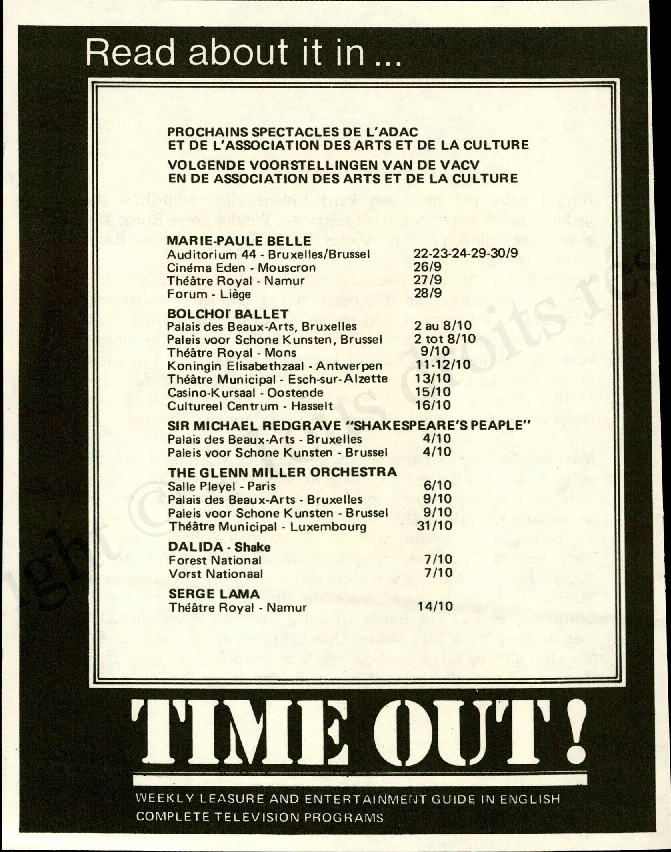 Read about it in ...
PROCHAINS SPECTACLES DE L'ADAC
ET DE L'ASSOCIATION DES ARTS ET DE LA CULTURE
VOLGENDE VOORSTELLINGEN VAN DE VACV
EN DE ASSOCIATION DES ARTS ET DE LA CULTURE
MARIE-PAULE BELLE
Auditorium 44 - Bruxelles/Brussel 22-23-24-29-30/9
Cinéma Eden - Mouscron 26/9
Théâtre Royal - Namur 27/9
Forum - Liège 28/9
BOLCHOÏ BALLET
Palais des Beaux-Arts, Bruxelles 2 au 8/10
Paleis voor Schone Kunsten, Brussel 2 tot 8/10
Théâtre Royal - Mons 9/10
Koningin Elisabethzaal - Antwerpen 11-12/10
Théâtre Municipal - Esch-sur-Alzette 13/10
Casino-Kursaal - Oostende 15/10
Cultureel Centrum - Hasselt 16/10
SIR MICHAEL REDGRAVE "SHAKESPEARE'S PEAPLE"
Palais des Beaux-Arts - Bruxelles 4/10
Paleis voor Schone Kunsten - Brussel 4/10
THE GLENN MILLER ORCHESTRA
Salle Pleyel - Paris 6/10
Palais des Beaux-Arts - Bruxelles 9/10
Paleis voor Schone Kunsten - Brussel 9/10
Théâtre Municipal - Luxembourg 31/10
DALIDA - Shake
Forest National 7/10
Vorst Nationaal 7/10
SERGE LAMA
Théâtre Royal - Namur 14/10
TIME OUT!
WEEKLY LEASURE AND ENTERTAINMENT GUIDE IN ENGLISH
COMPLETE TELEVISION PROGRAMS